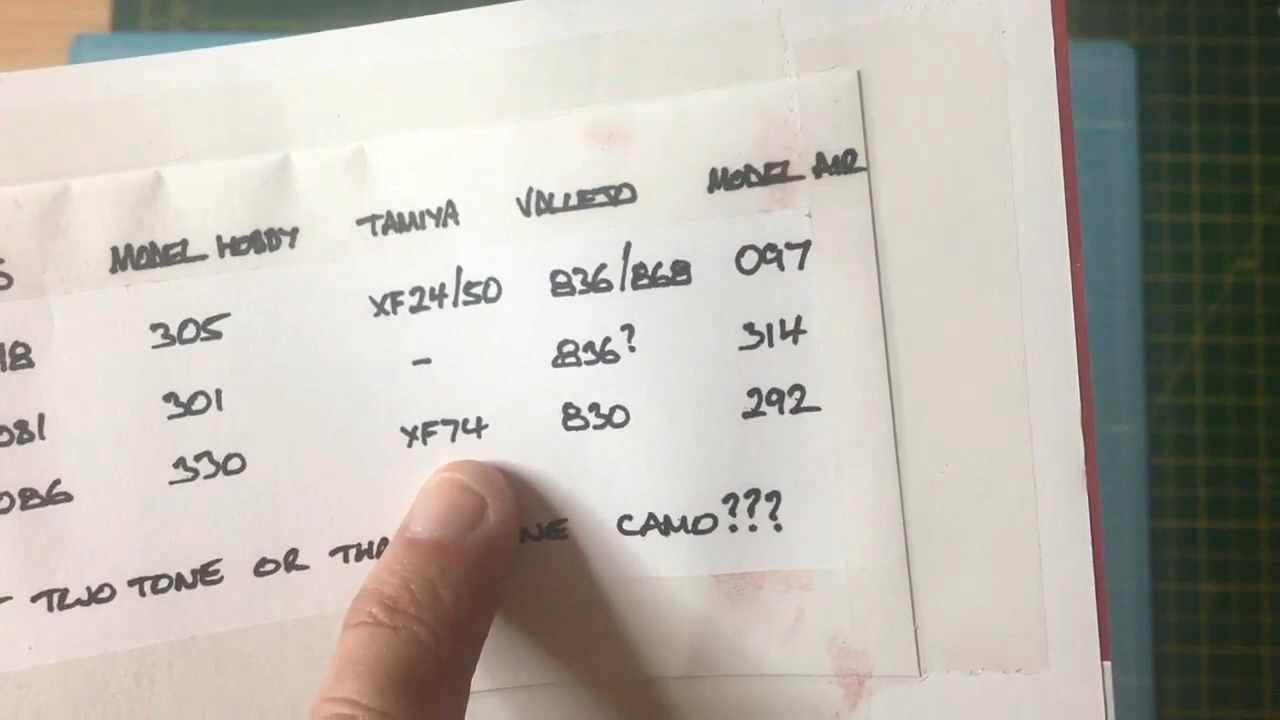 MODEL HOBBY TAMIYA VALLEJO MODEL AIR
18 305 XF24/50 836/868 097
081 301 - 836? 314
086 330 XF74 830 292
TWO TONE OR CAMO???